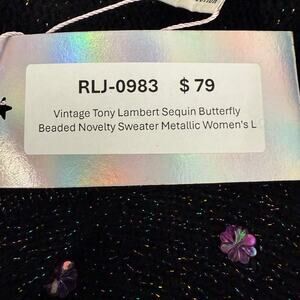 RLJ-0983 $ 79
Vintage Tony Lambert Sequin Butterfly
Beaded Novelty Sweater Metallic Women's L